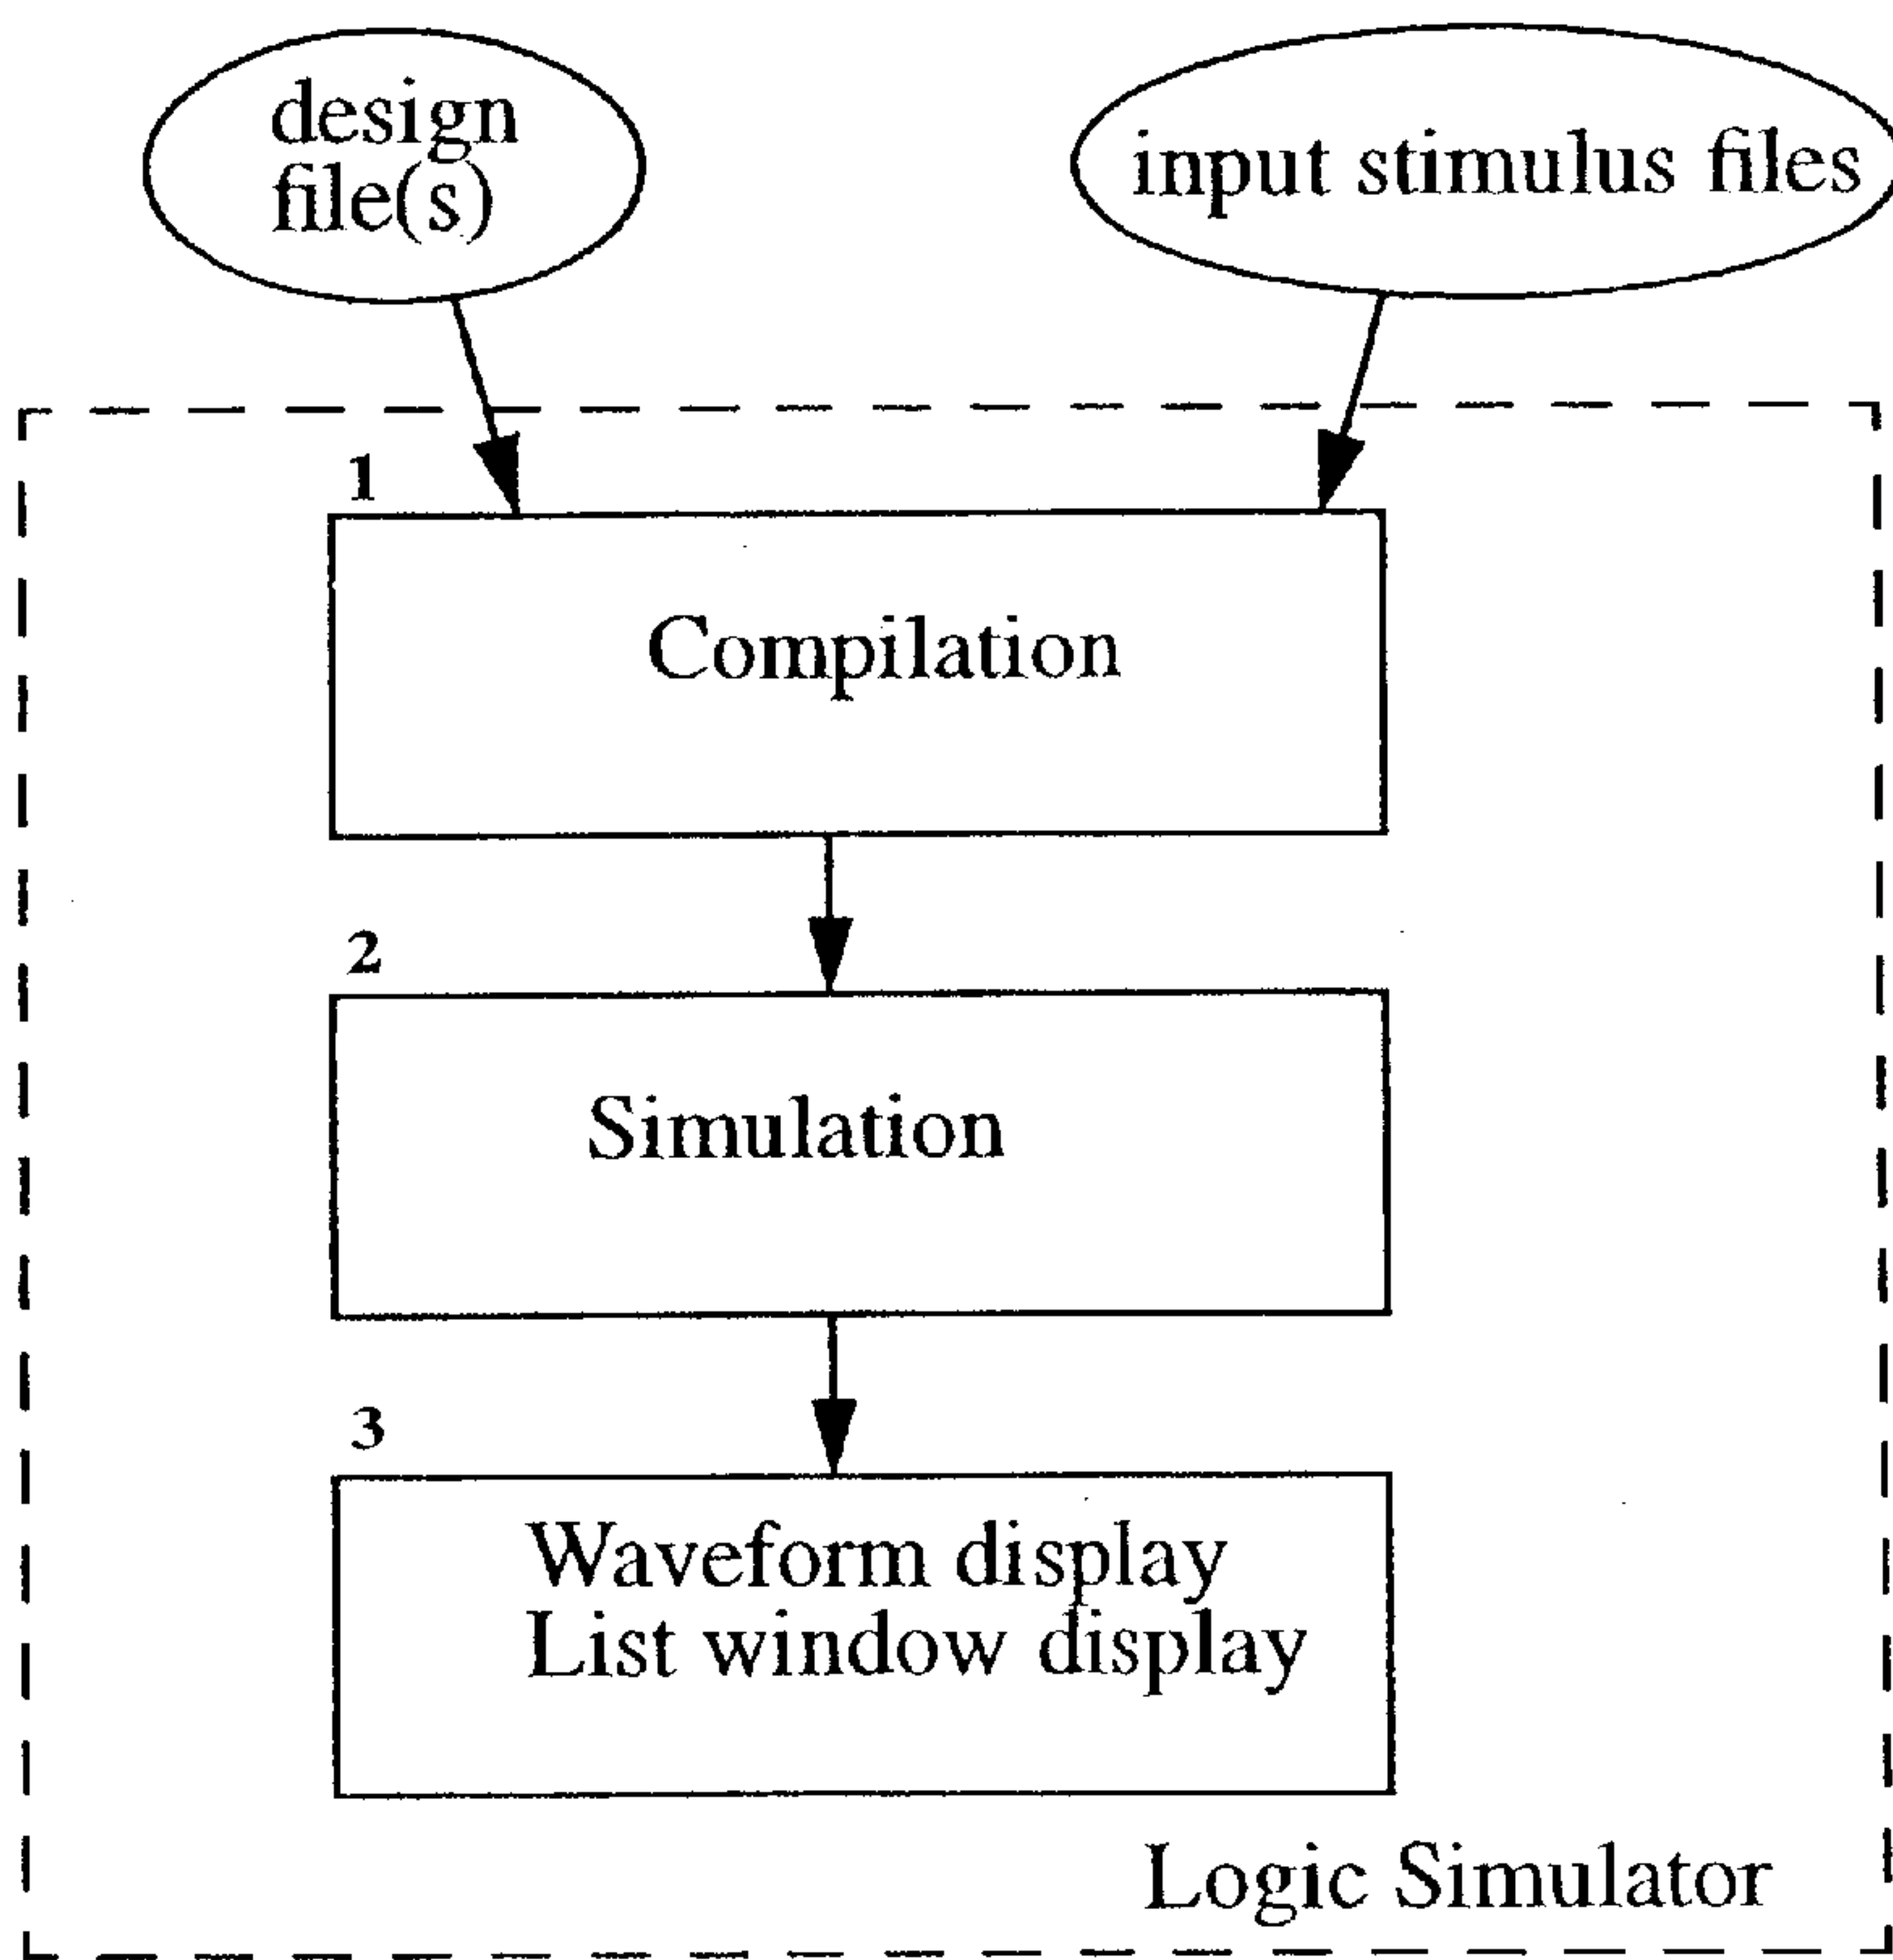 design
file(s)
input stimulus files
1
Compilation
2
Simulation
3
Waveform display
List window display
Logic Simulator